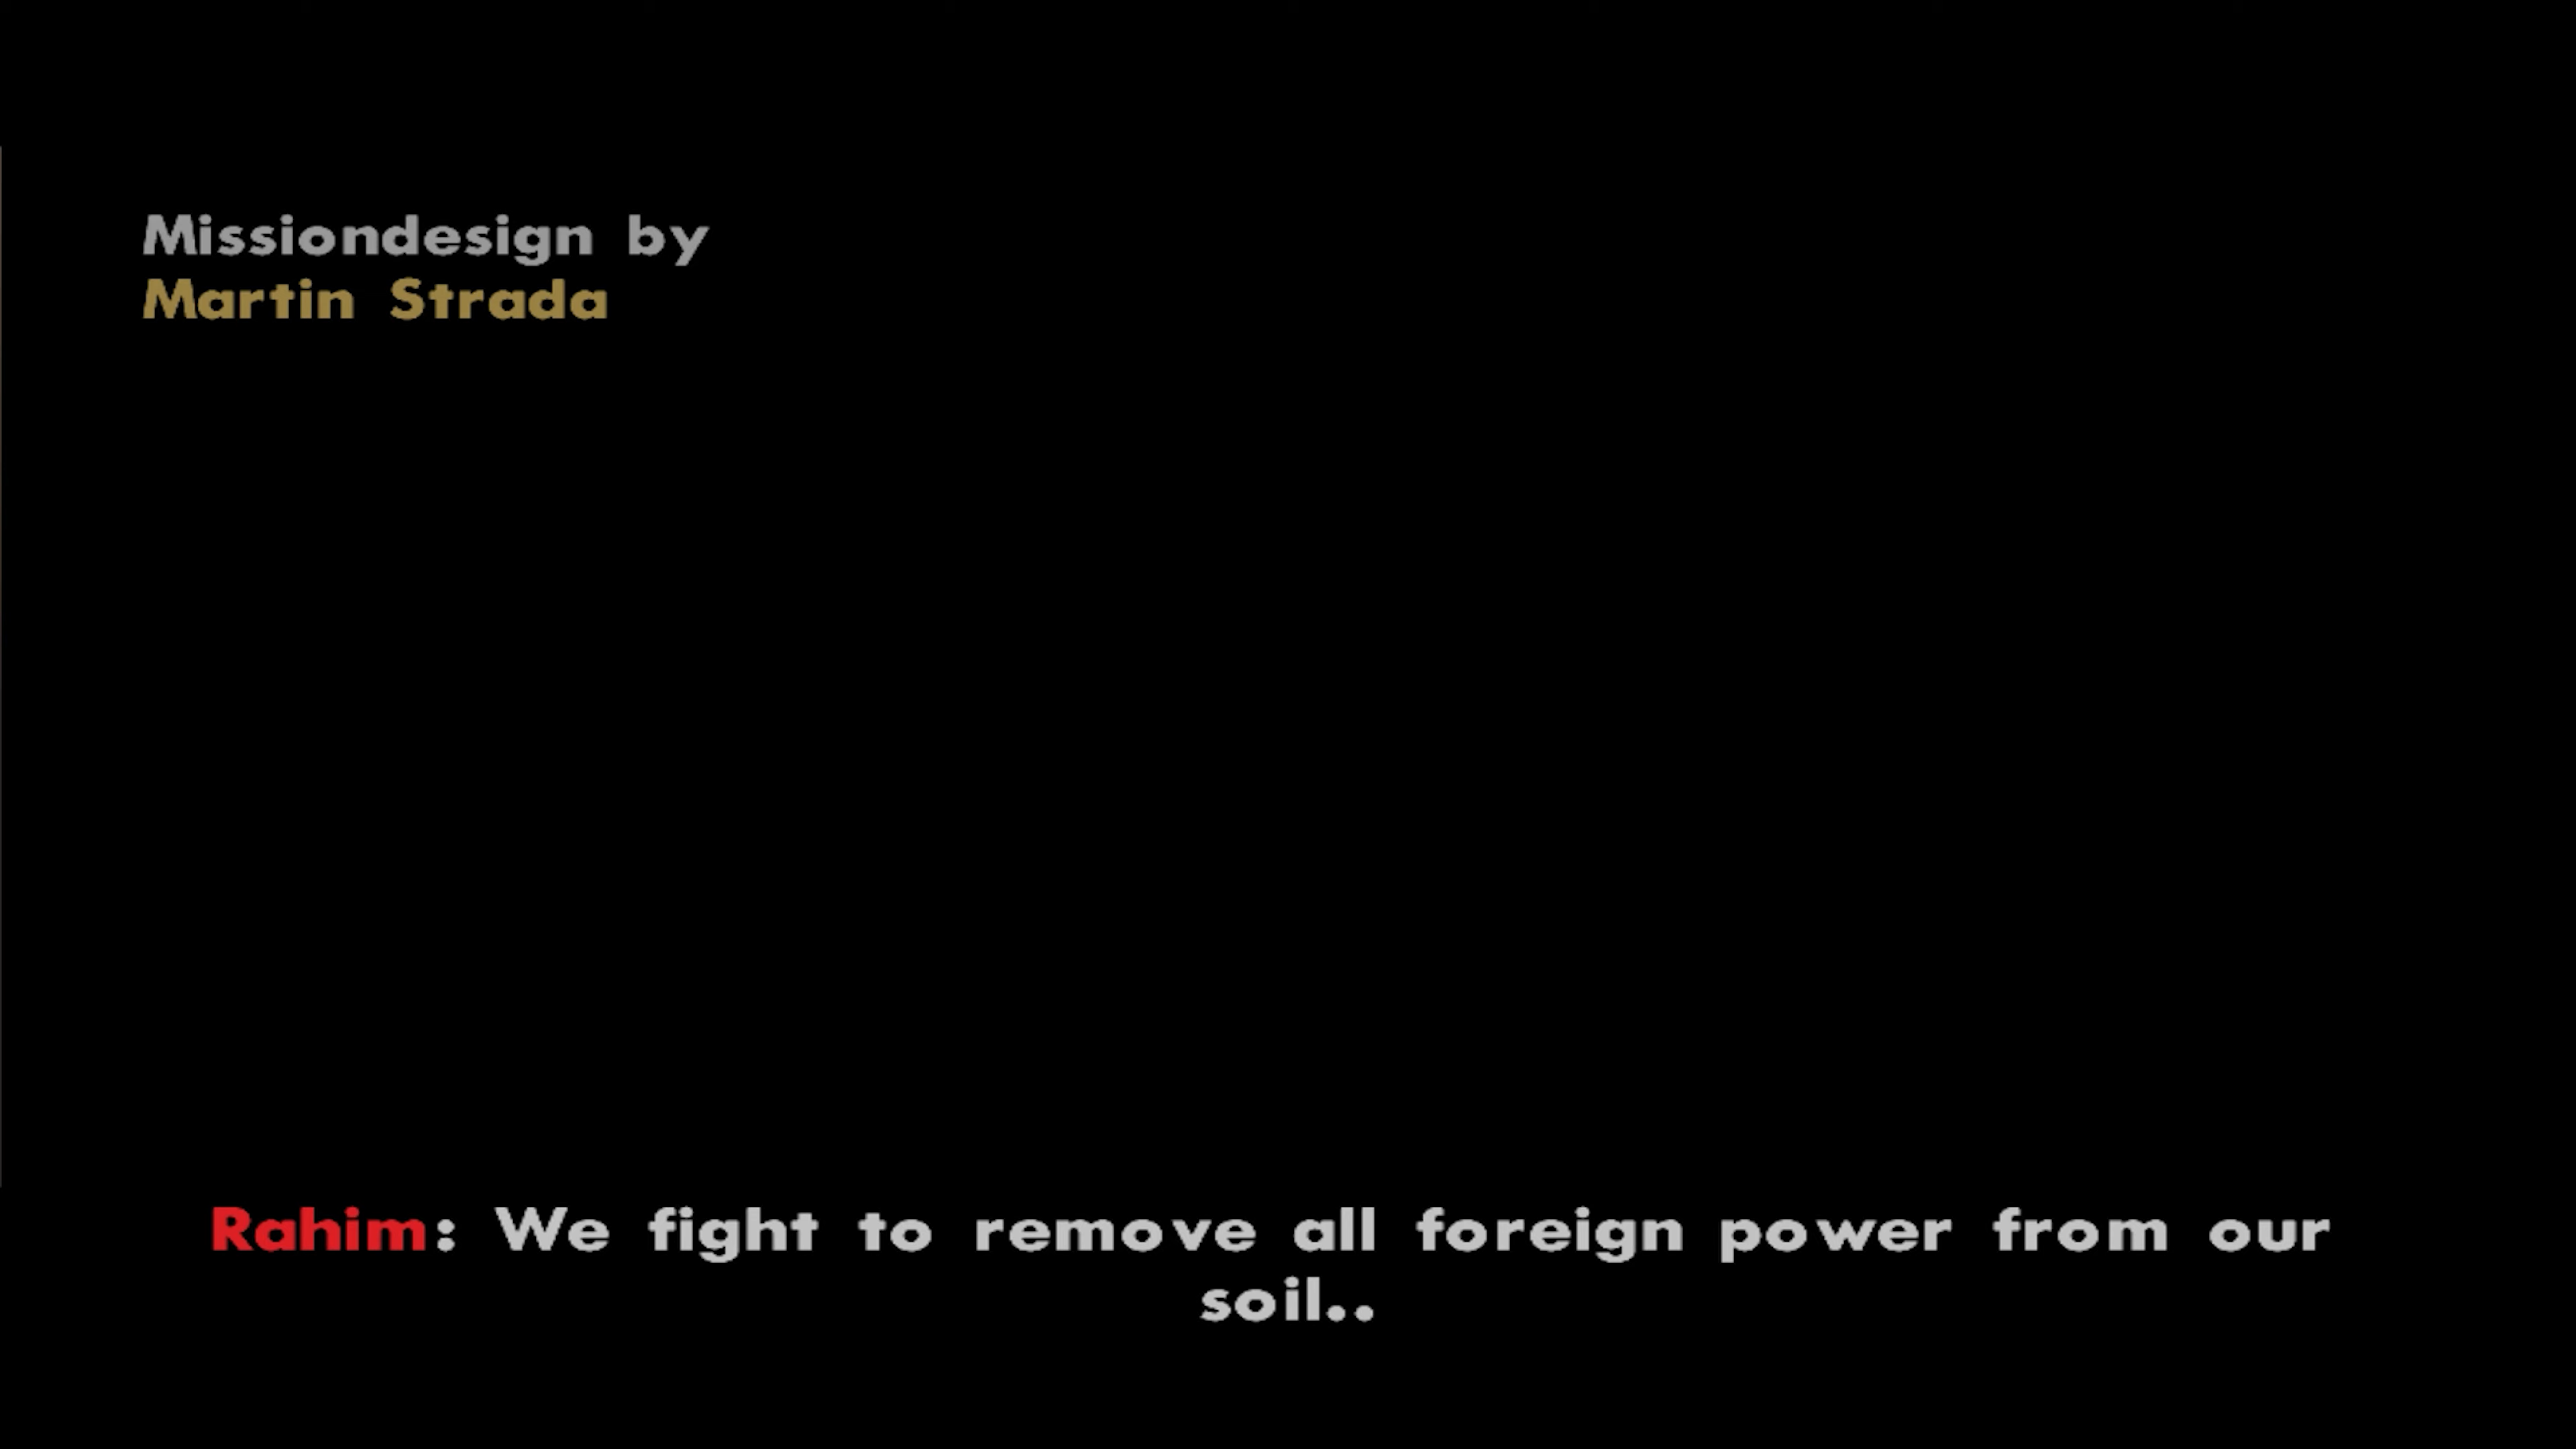 Missiondesign by
Martin Strada
Rahim: We fight to remove all foreign power from our
soil..